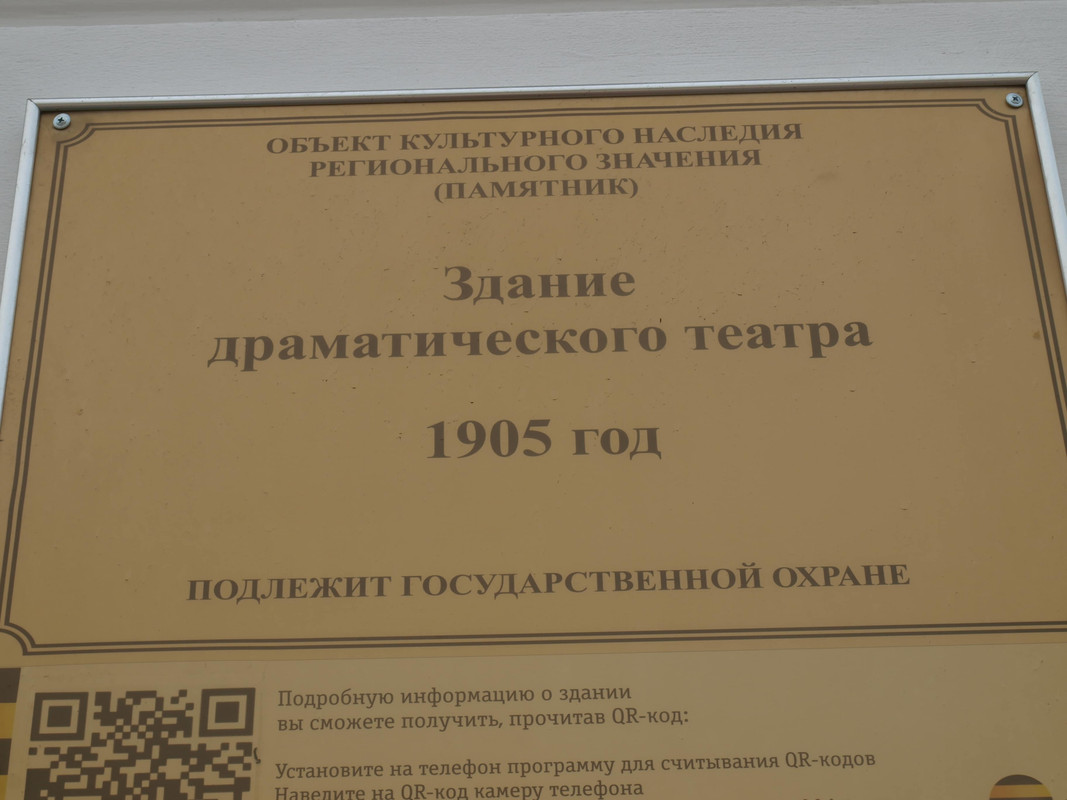 ОБЪЕКТ КУЛЬТУРНОГО НАСЛЕДИЯ
РЕГИОНАЛЬНОГО ЗНАЧЕНИЯ
(ПАМЯТНИК)
Здание
драматического театра
1905 год
ПОДЛЕЖИТ ГОСУДАРСТВЕННОЙ ОХРАНЕ
Подробную информацию о здании
вы сможете получить, прочитав QR-код:
Установите на телефон программу для считывания QR-кодов
Наведите на QR-код камеру телефона